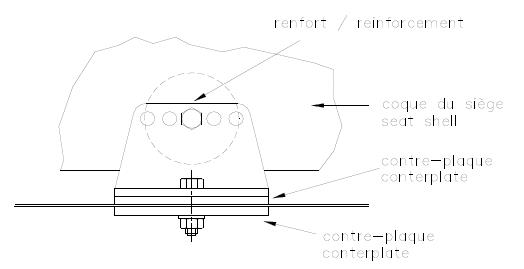 renfort / reinforcement
coque du siège
seat shell
contre-plaque
conterplate
contre-plaque
conterplate